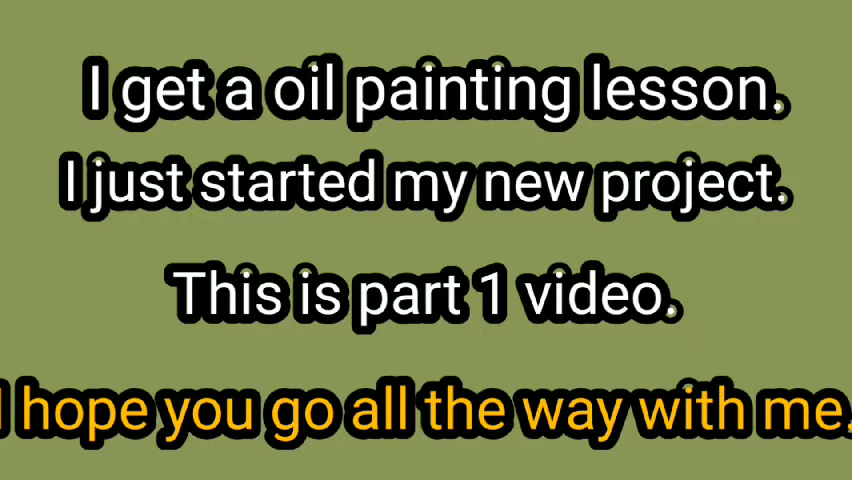 I get a oil painting lesson.
I just started my new project.
This is part 1 video.
I hope you go all the way with me.